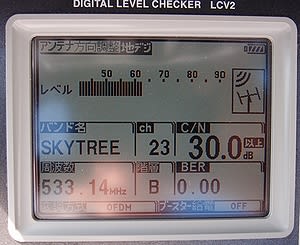 DIGITAL LEVEL CHECKER LCV2
アンテナ方向調整 地デジ
レベル 50 60 70 80 90
バンド名 ch C/N
SKYTREE 23 30.0 dB 以上
周波数 階層 BER
533.14 MHz B 0.00
OFDM ブースター給電 OFF